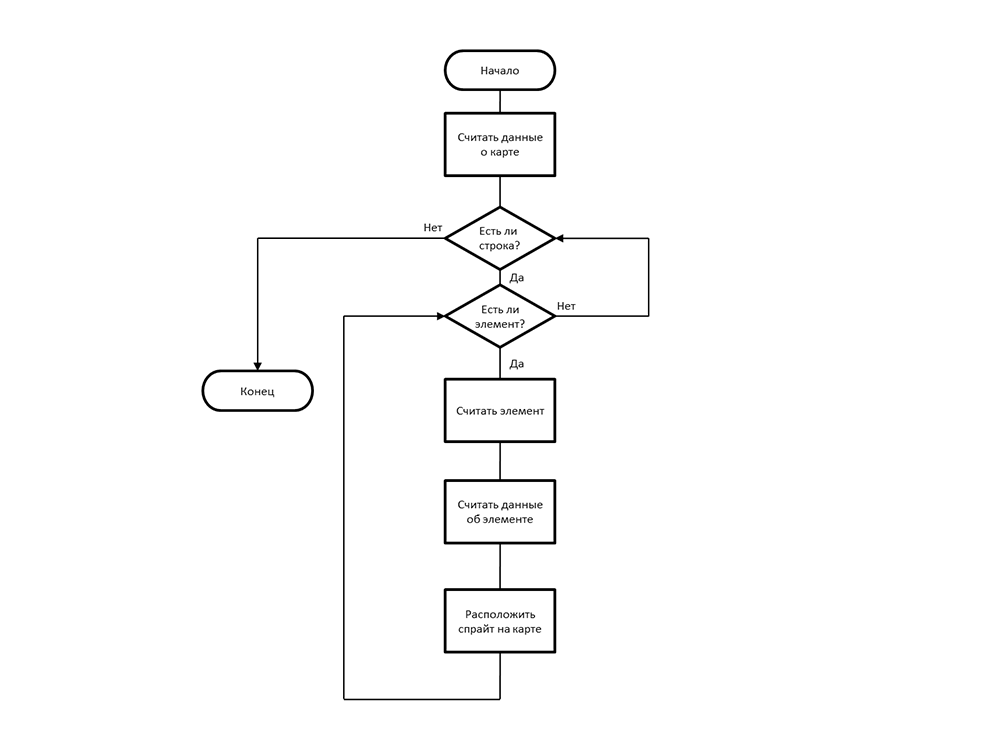 Начало
Считать данные
о карте
Нет
Есть ли
строка?
Да
Есть ли
элемент?
Нет
Да
Конец
Считать элемент
Считать данные
об элементе
Расположить
спрайт на карте